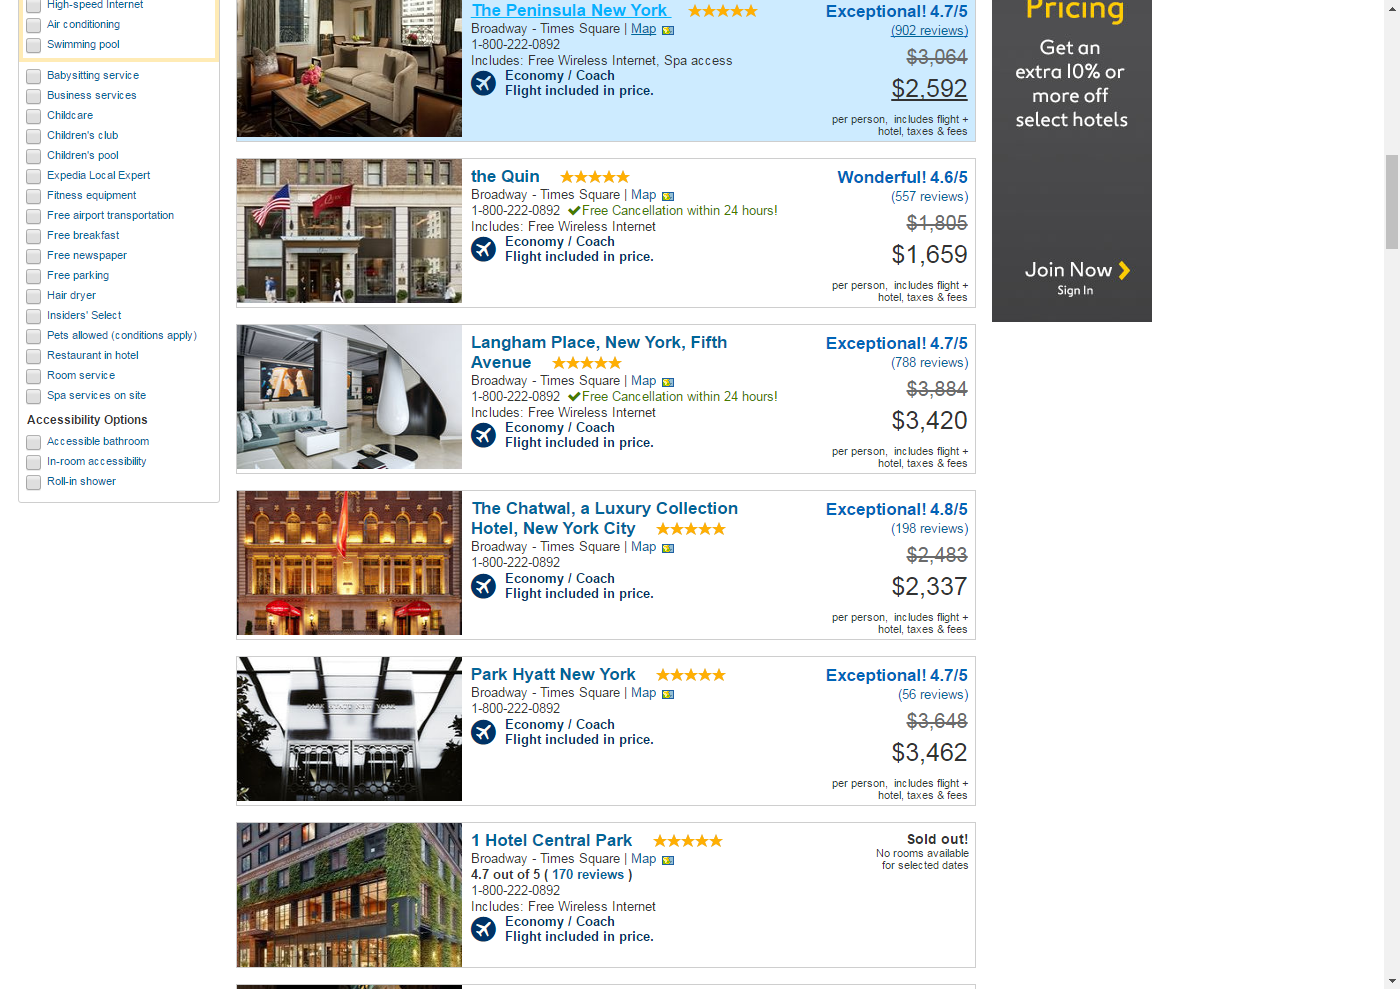 High-speed Internet
Air conditioning
Swimming pool
Babysitting service
Business services
Childcare
Children's club
Children's pool
Expedia Local Expert
Fitness equipment
Free airport transportation
Free breakfast
Free newspaper
Free parking
Hair dryer
Insiders' Select
Pets allowed (conditions apply)
Restaurant in hotel
Room service
Spa services on site
Accessibility Options
Accessible bathroom
In-room accessibility
Roll-in shower
The Peninsula New York
Broadway - Times Square | Map
1-800-222-0892
Includes: Free Wireless Internet, Spa access
Economy / Coach
Flight included in price.
Exceptional! 4.7/5
(902 reviews)
$3,064
$2,592
per person, includes flight +
hotel, taxes & fees
the Quin
Broadway - Times Square | Map
1-800-222-0892 Free Cancellation within 24 hours!
Includes: Free Wireless Internet
Economy / Coach
Flight included in price.
Wonderful! 4.6/5
(557 reviews)
$1,805
$1,659
per person, includes flight +
hotel, taxes & fees
Langham Place, New York, Fifth
Avenue
Broadway - Times Square | Map
1-800-222-0892 Free Cancellation within 24 hours!
Includes: Free Wireless Internet
Economy / Coach
Flight included in price.
Exceptional! 4.7/5
(788 reviews)
$3,884
$3,420
per person, includes flight +
hotel, taxes & fees
The Chatwal, a Luxury Collection
Hotel, New York City
Broadway - Times Square | Map
1-800-222-0892
Economy / Coach
Flight included in price.
Exceptional! 4.8/5
(198 reviews)
$2,483
$2,337
per person, includes flight +
hotel, taxes & fees
PARK HYATT NEW YORK
Park Hyatt New York
Broadway - Times Square | Map
1-800-222-0892
Economy / Coach
Flight included in price.
Exceptional! 4.7/5
(56 reviews)
$3,648
$3,462
per person, includes flight +
hotel, taxes & fees
1 Hotel Central Park
Broadway - Times Square | Map
4.7 out of 5 ( 170 reviews )
1-800-222-0892
Includes: Free Wireless Internet
Economy / Coach
Flight included in price.
Sold out!
No rooms available
for selected dates
Pricing
Get an
extra 10% or
more off
select hotels
Join Now
Sign In